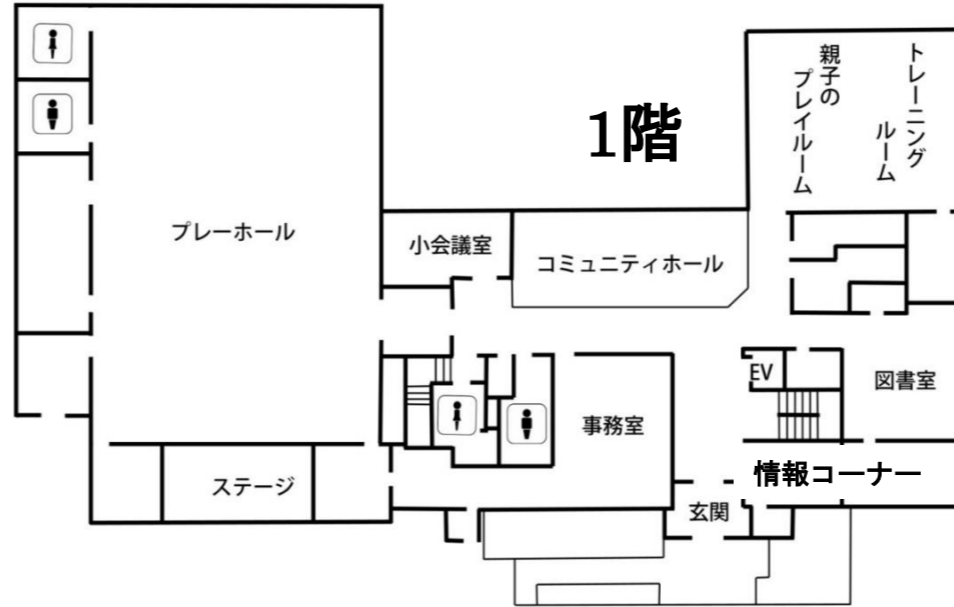 1階
親子の
プレイルーム
トレーニング
ルーム
プレーホール
小会議室
コミュニティホール
EV
図書室
事務室
情報コーナー
ステージ
玄関